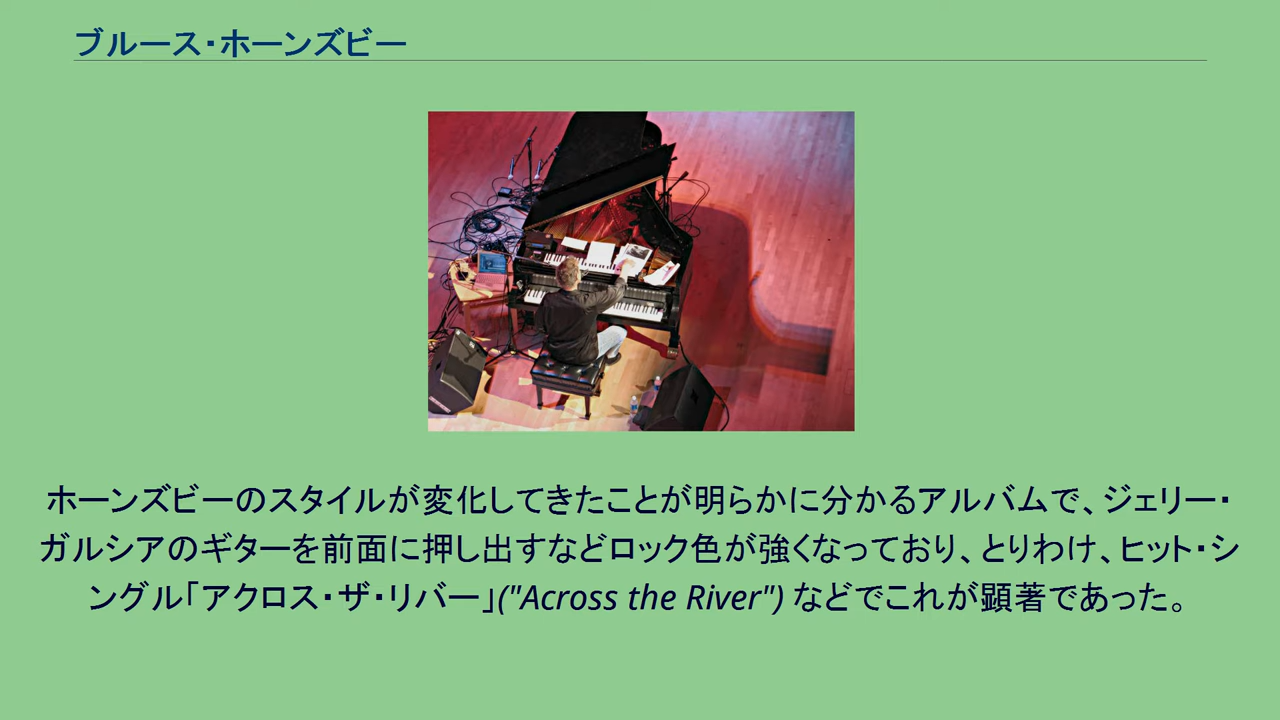 ブルース・ホーンズビー
ホーンズビーのスタイルが変化してきたことが明らかに分かるアルバムで、ジェリー・
ガルシアのギターを前面に押し出すなどロック色が強くなっており、とりわけ、ヒット・シ
ングル「アクロス・ザ・リバー」("Across the River") などでこれが顕著であった。